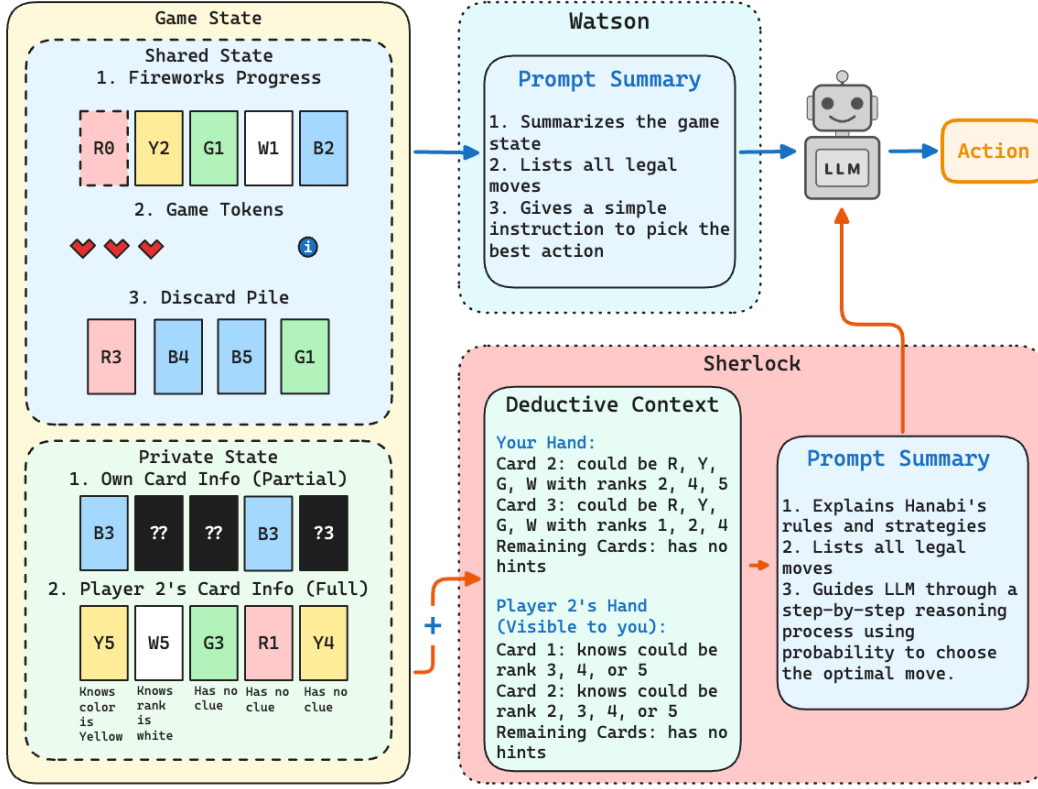 Game State
Shared State
1. Fireworks Progress
R0 Y2 G1 W1 B2
2. Game Tokens
i
3. Discard Pile
R3 B4 B5 G1
Private State
1. Own Card Info (Partial)
B3 ?? ?? B3 ?3
2. Player 2's Card Info (Full)
Y5 W5 G3 R1 Y4
Knows
color
is
Yellow
Knows
rank
is
white
Has no
clue
Has no
clue
Has no
clue
Watson
Prompt Summary
1. Summarizes the game
state
2. Lists all legal
moves
3. Gives a simple
instruction to pick the
best action
LLM
Action
+
Sherlock
Deductive Context
Your Hand:
Card 2: could be R, Y,
G, W with ranks 2, 4, 5
Card 3: could be R, Y,
G, W with ranks 1, 2, 4
Remaining Cards: has no
hints
Player 2's Hand
(Visible to you):
Card 1: knows could be
rank 3, 4, or 5
Card 2: knows could be
rank 2, 3, 4, or 5
Remaining Cards: has no
hints
Prompt Summary
1. Explains Hanabi's
rules and strategies
2. Lists all legal
moves
3. Guides LLM through a
step-by-step reasoning
process using
probability to choose
the optimal move.